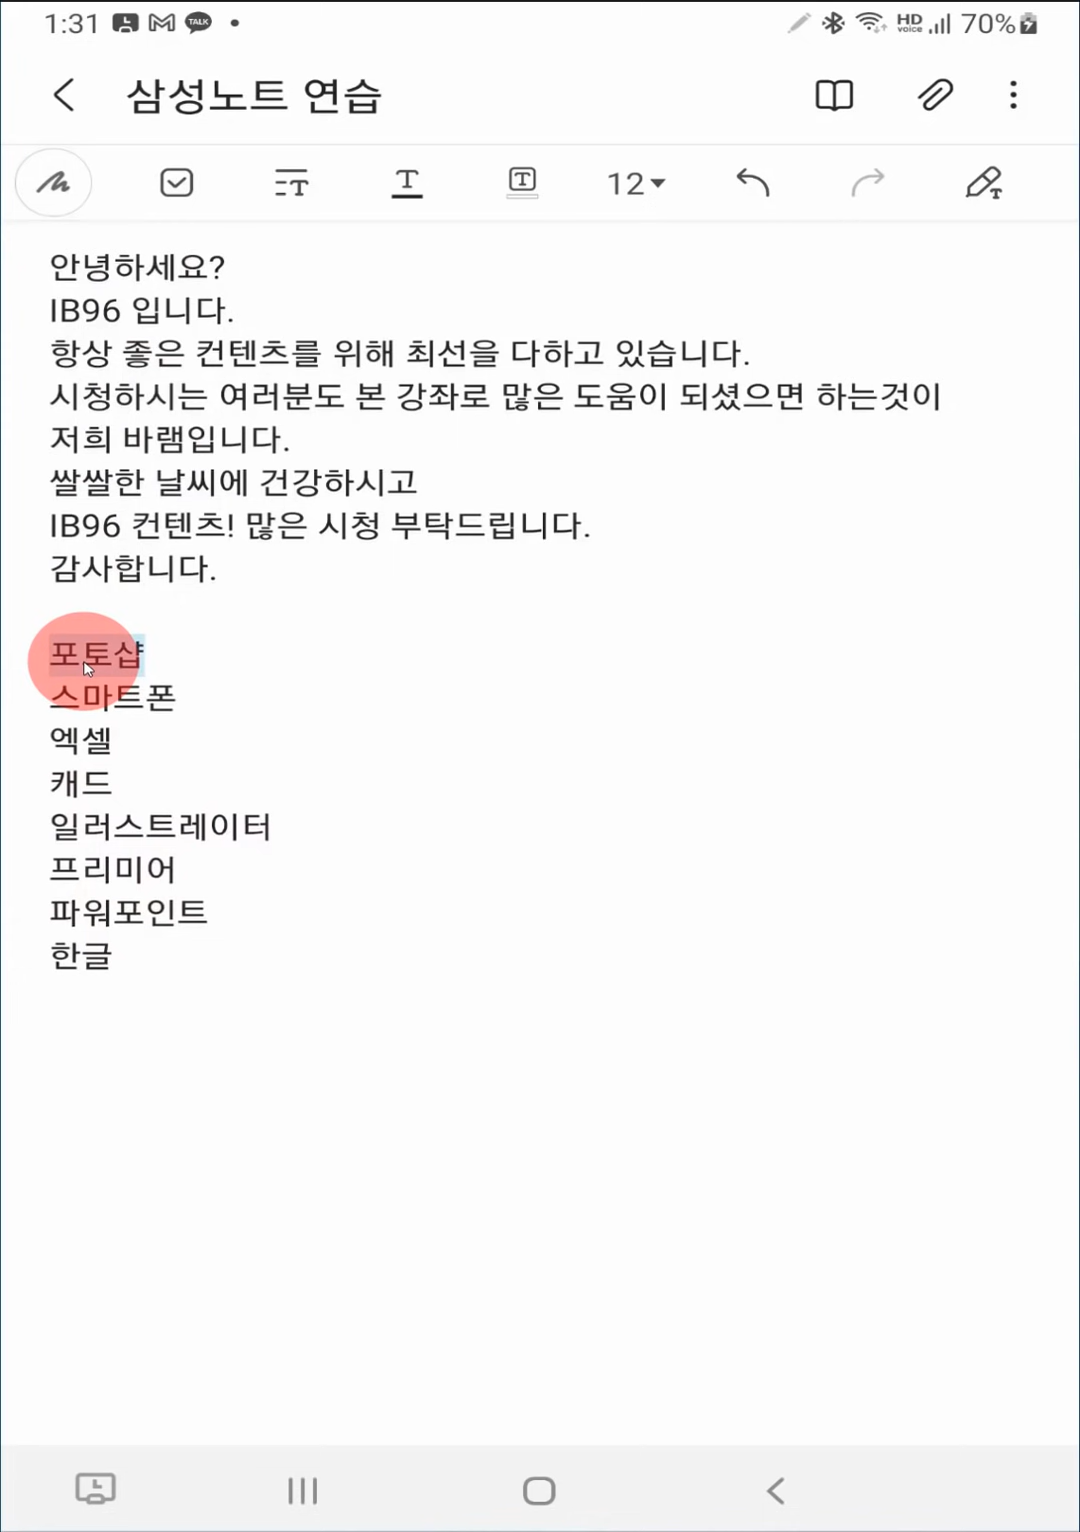 1:31 TALK HD voice 70%
삼성노트 연습
T T T 12 T
안녕하세요?
IB96 입니다.
항상 좋은 컨텐츠를 위해 최선을 다하고 있습니다.
시청하시는 여러분도 본 강좌로 많은 도움이 되셨으면 하는것이
저희 바램입니다.
쌀쌀한 날씨에 건강하시고
IB96 컨텐츠! 많은 시청 부탁드립니다.
감사합니다.
포토샵
스마트폰
엑셀
캐드
일러스트레이터
프리미어
파워포인트
한글